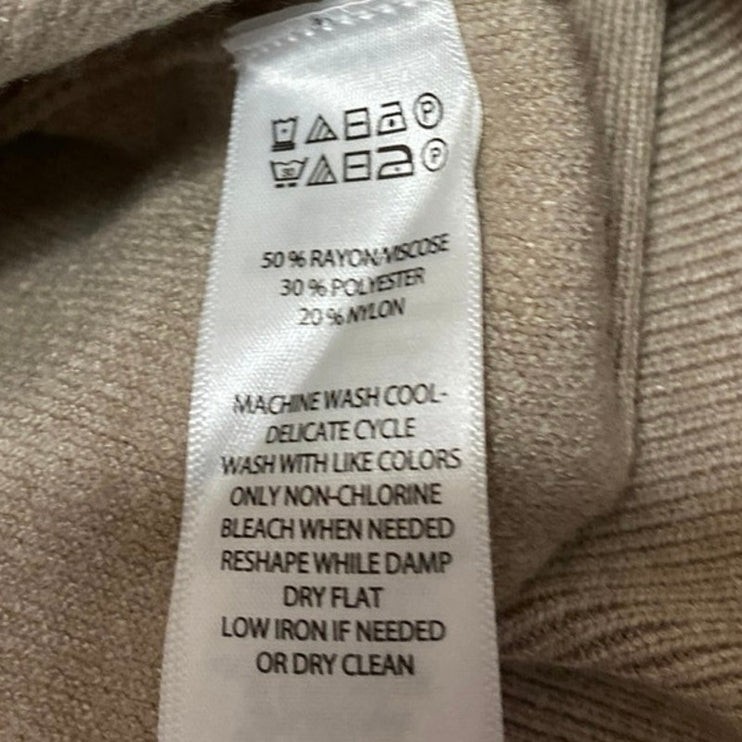 P
30 P
50 % RAYON/VISCOSE
30 % POLYESTER
20 % NYLON
MACHINE WASH COOL-
DELICATE CYCLE
WASH WITH LIKE COLORS
ONLY NON-CHLORINE
BLEACH WHEN NEEDED
RESHAPE WHILE DAMP
DRY FLAT
LOW IRON IF NEEDED
OR DRY CLEAN